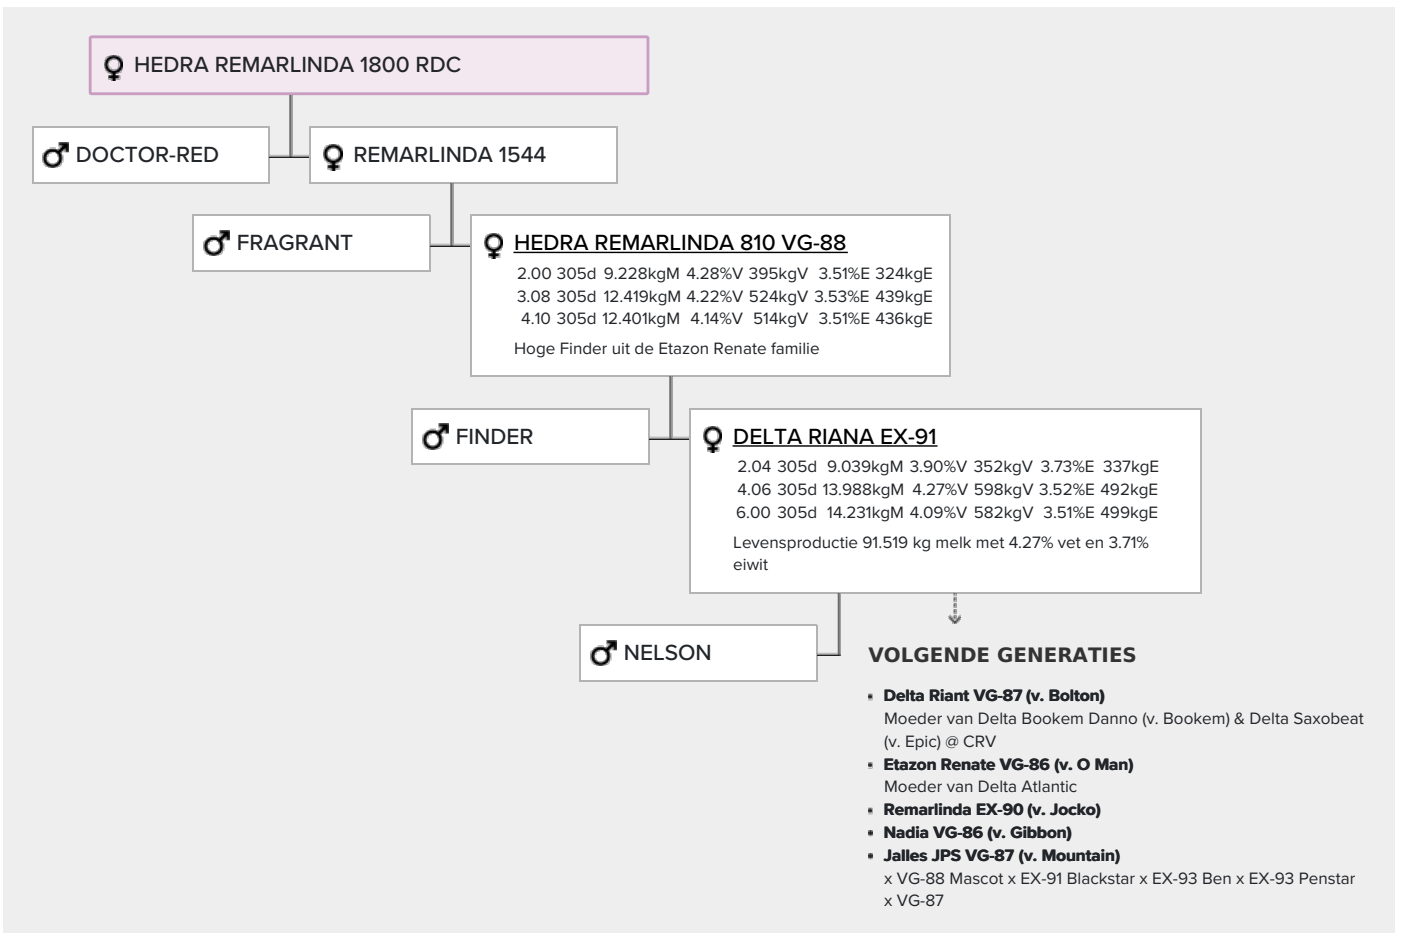 HEDRA REMARLINDA 1800 RDC
DOCTOR-RED
REMARLINDA 1544
FRAGRANT
HEDRA REMARLINDA 810 VG-88
2.00 305d 9.228kgM 4.28%V 395kgV 3.51%E 324kgE
3.08 305d 12.419kgM 4.22%V 524kgV 3.53%E 439kgE
4.10 305d 12.401kgM 4.14%V 514kgV 3.51%E 436kgE
Hoge Finder uit de Etazon Renate familie
FINDER
DELTA RIANA EX-91
2.04 305d 9.039kgM 3.90%V 352kgV 3.73%E 337kgE
4.06 305d 13.988kgM 4.27%V 598kgV 3.52%E 492kgE
6.00 305d 14.231kgM 4.09%V 582kgV 3.51%E 499kgE
Levensproductie 91.519 kg melk met 4.27% vet en 3.71%
eiwit
NELSON
VOLGENDE GENERATIES
Delta Riant VG-87 (v. Bolton)
Moeder van Delta Bookem Danno (v. Bookem) & Delta Saxobeat
(v. Epic) @ CRV
Etazon Renate VG-86 (v. O Man)
Moeder van Delta Atlantic
Remarlinda EX-90 (v. Jocko)
Nadia VG-86 (v. Gibbon)
Jalles JPS VG-87 (v. Mountain)
x VG-88 Mascot x EX-91 Blackstar x EX-93 Ben x EX-93 Penstar
x VG-87